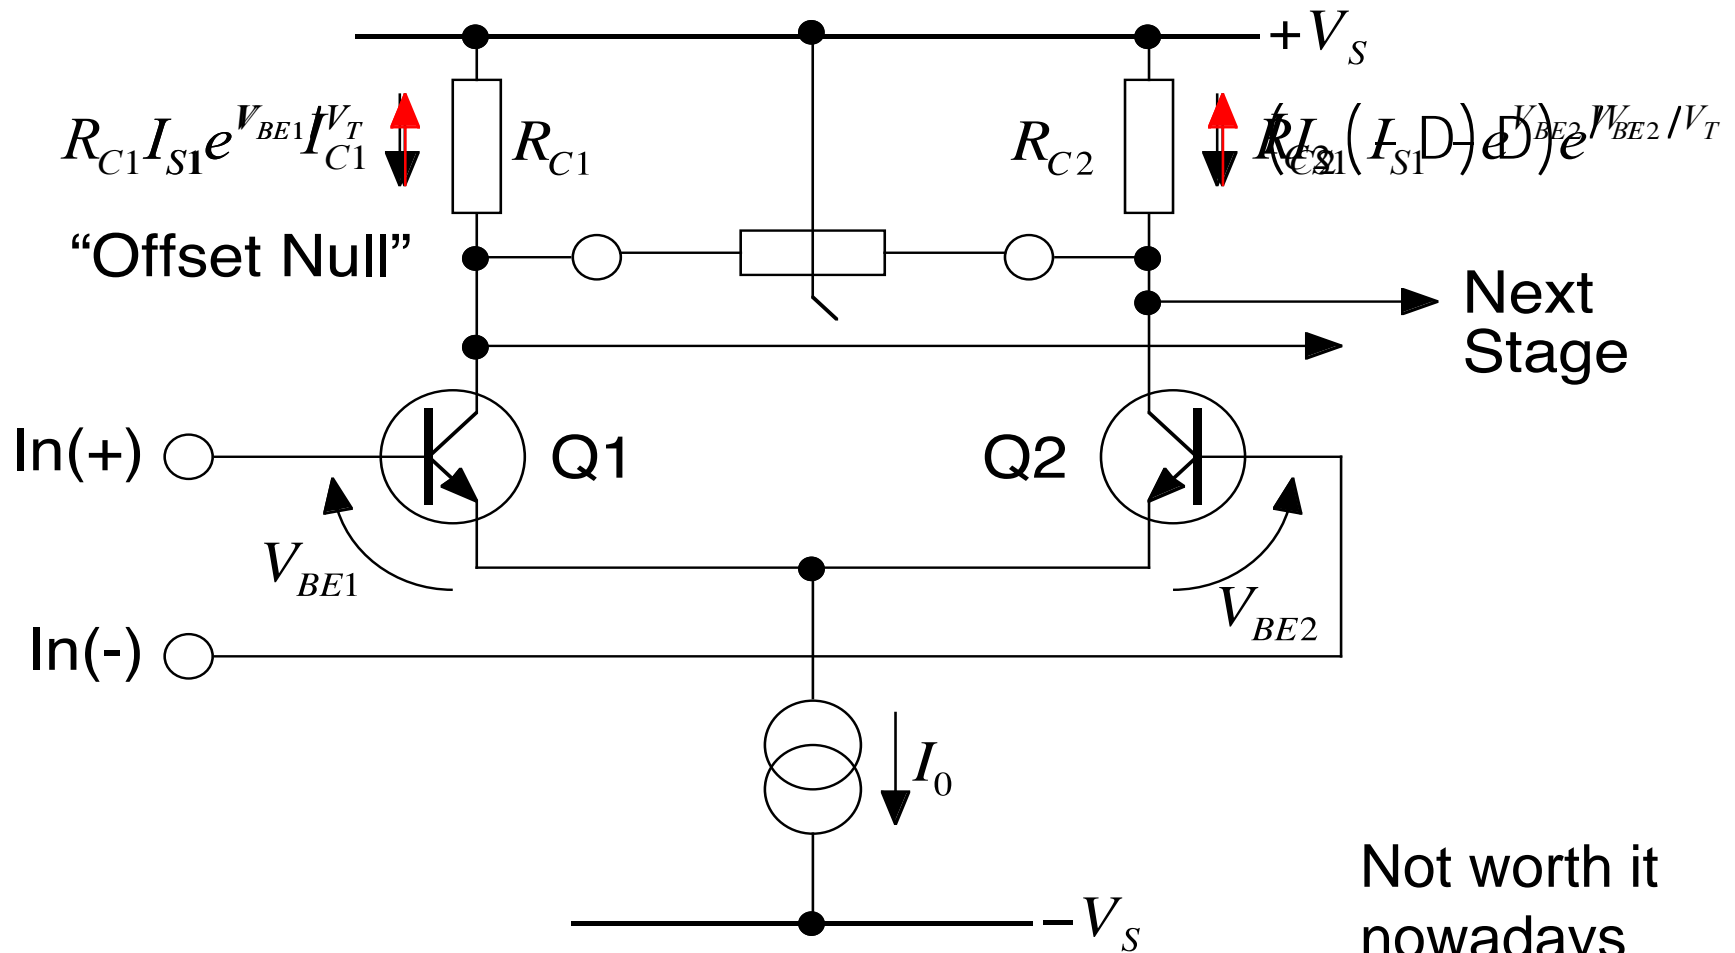 +V_S
R_C1
R_C2
“Offset Null”
Next
Stage
In(+)
Q1
Q2
V_BE1
V_BE2
In(-)
I_0
Not worth it
nowadays
−V_S